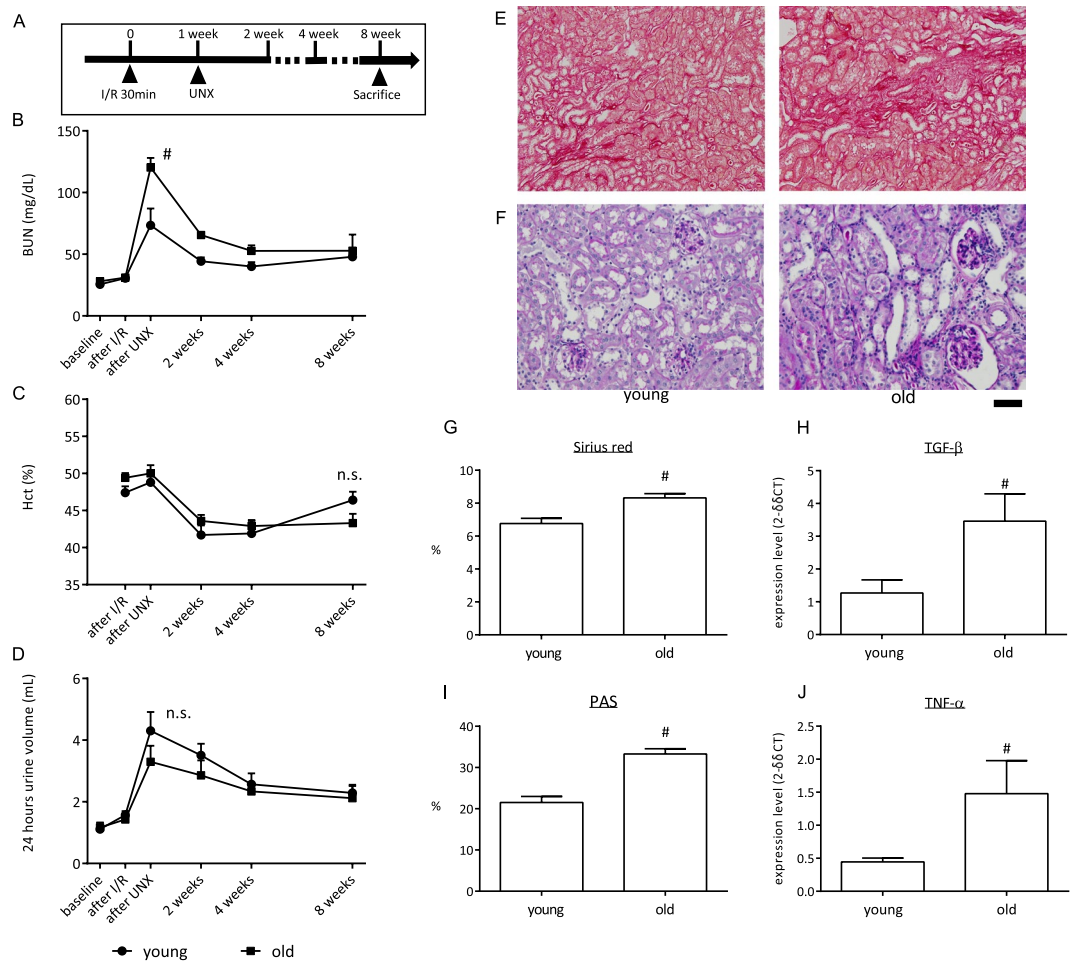 A
0 1 week 2 week 4 week 8 week
I/R 30min UNX Sacrifice
B
150
100
50
0
BUN (mg/dL)
#
baseline after I/R after UNX 2 weeks 4 weeks 8 weeks
C
60
55
50
45
40
35
Hct (%)
n.s.
after I/R after UNX 2 weeks 4 weeks 8 weeks
D
6
4
2
0
24 hours urine volume (mL)
n.s.
baseline after I/R after UNX 2 weeks 4 weeks 8 weeks
young old
E
F
young old
G
Sirius red
10
8
6
4
2
0
%
#
young old
H
TGF-β
5
4
3
2
1
0
expression level (2-δδCT)
#
young old
I
PAS
40
30
20
10
0
%
#
young old
J
TNF-α
2.5
2.0
1.5
1.0
0.5
0.0
expression level (2-δδCT)
#
young old